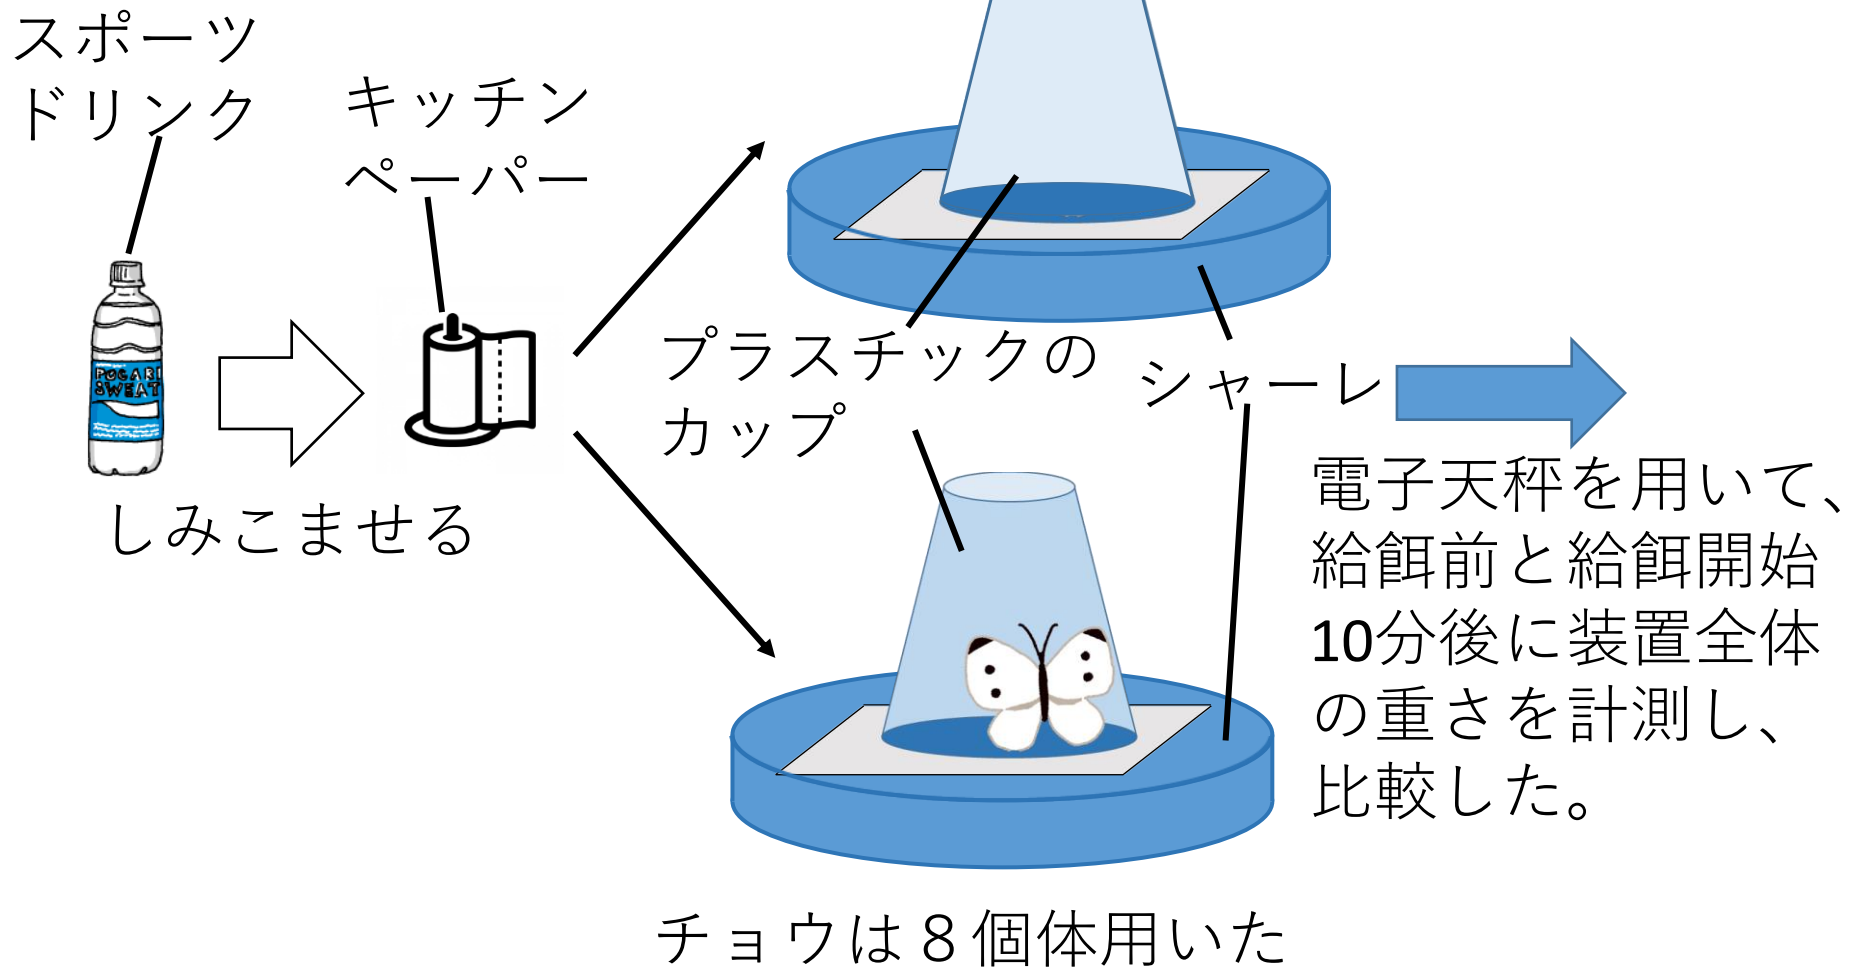 スポーツ
ドリンク
キッチン
ペーパー
POCARI
SWEAT
しみこませる
プラスチックの
カップ
シャーレ
電子天秤を用いて、
給餌前と給餌開始
10分後に装置全体
の重さを計測し、
比較した。
チョウは８個体用いた